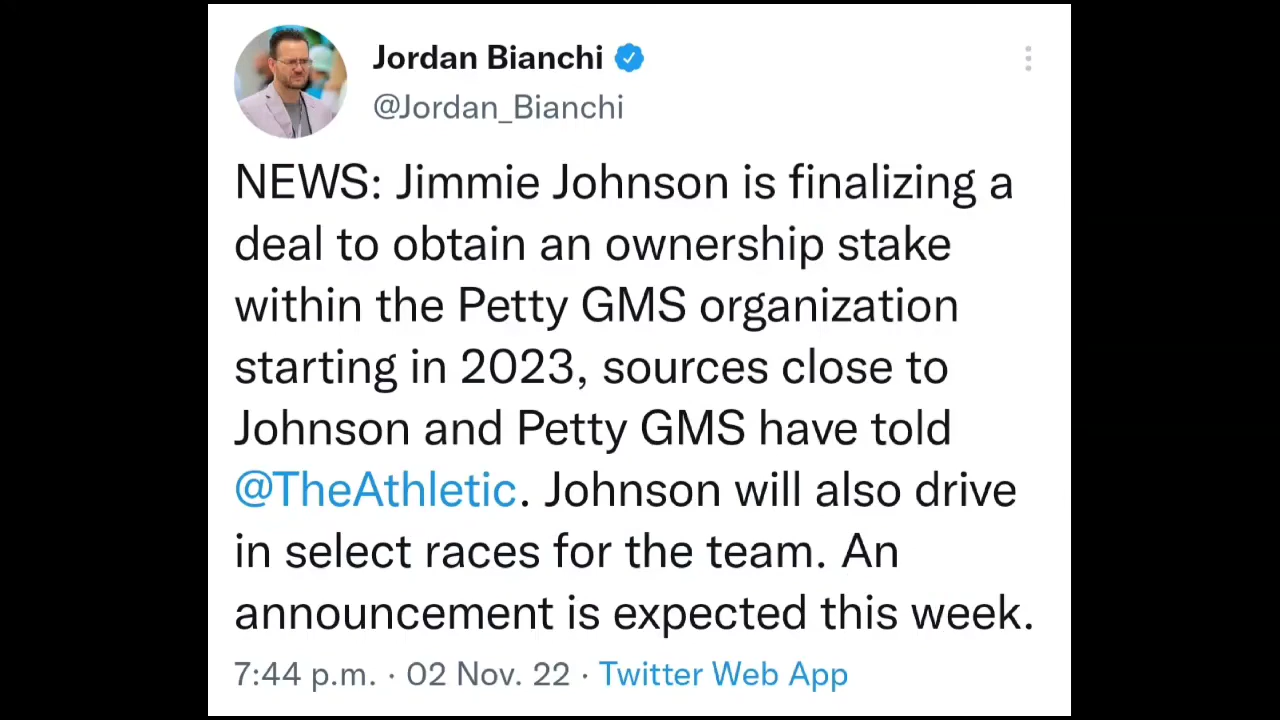 Jordan Bianchi
@Jordan_Bianchi
NEWS: Jimmie Johnson is finalizing a
deal to obtain an ownership stake
within the Petty GMS organization
starting in 2023, sources close to
Johnson and Petty GMS have told
@TheAthletic. Johnson will also drive
in select races for the team. An
announcement is expected this week.
7:44 p.m. · 02 Nov. 22 · Twitter Web App